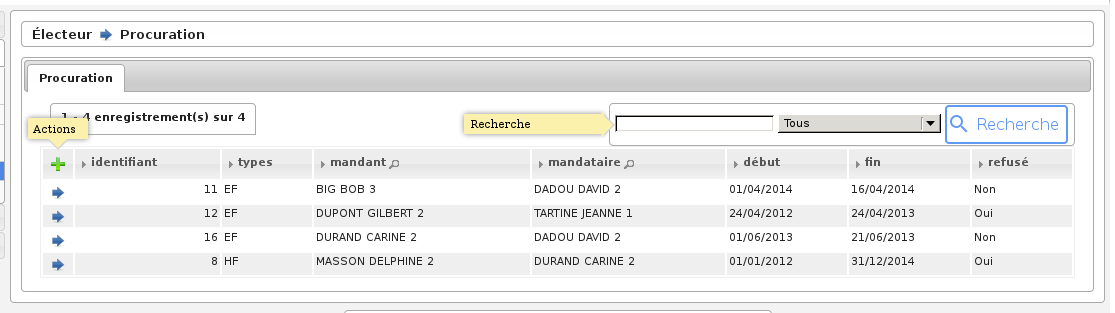 Électeur Procuration
Procuration
1 - 4 enregistrement(s) sur 4
Actions
Recherche Tous Recherche
identifiant types mandant mandataire début fin refusé
11 EF BIG BOB 3 DADOU DAVID 2 01/04/2014 16/04/2014 Non
12 EF DUPONT GILBERT 2 TARTINE JEANNE 1 24/04/2012 24/04/2013 Oui
16 EF DURAND CARINE 2 DADOU DAVID 2 01/06/2013 21/06/2013 Non
8 HF MASSON DELPHINE 2 DURAND CARINE 2 01/01/2012 31/12/2014 Oui